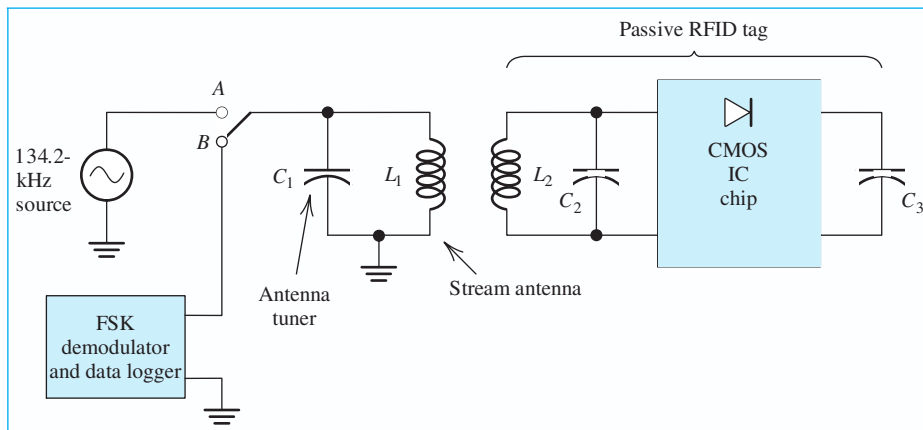 Passive RFID tag
A
B
134.2-
kHz
source
C1
L1
L2
C2
CMOS
IC
chip
C3
Antenna
tuner
Stream antenna
FSK
demodulator
and data logger